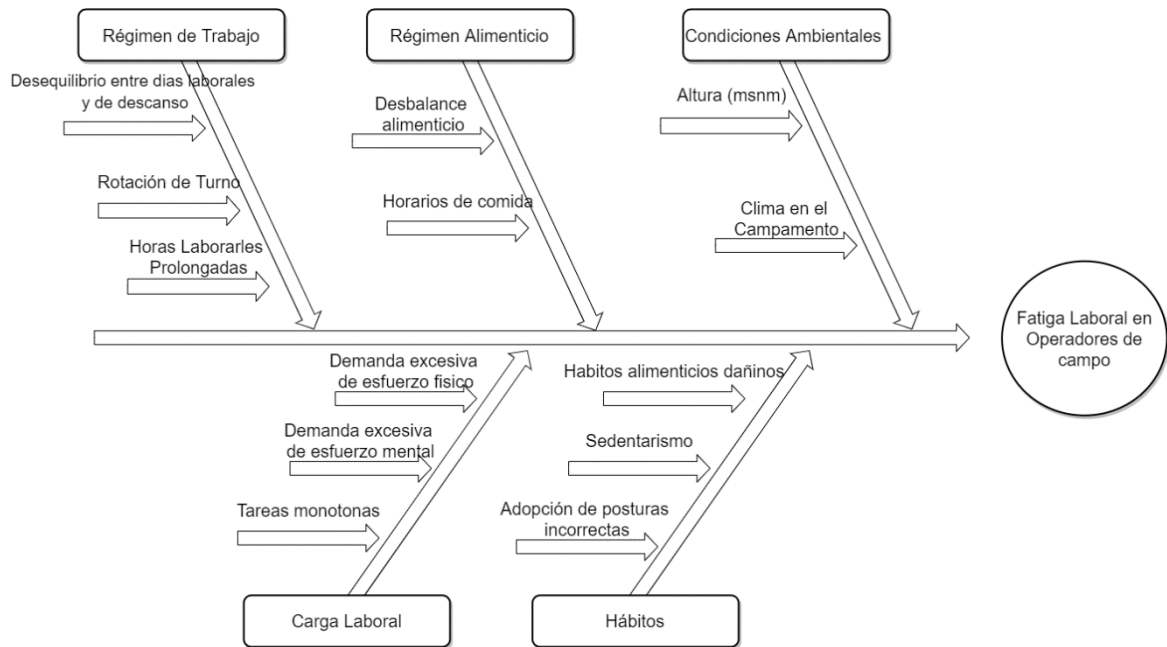 Régimen de Trabajo
Régimen Alimenticio
Condiciones Ambientales
Desequilibrio entre dias laborales
y de descanso
Rotación de Turno
Horas Laborarles
Prolongadas
Desbalance
alimenticio
Horarios de comida
Altura (msnm)
Clima en el
Campamento
Fatiga Laboral en
Operadores de
campo
Demanda excesiva
de esfuerzo fisico
Demanda excesiva
de esfuerzo mental
Tareas monotonas
Habitos alimenticios dañinos
Sedentarismo
Adopción de posturas
incorrectas
Carga Laboral
Hábitos